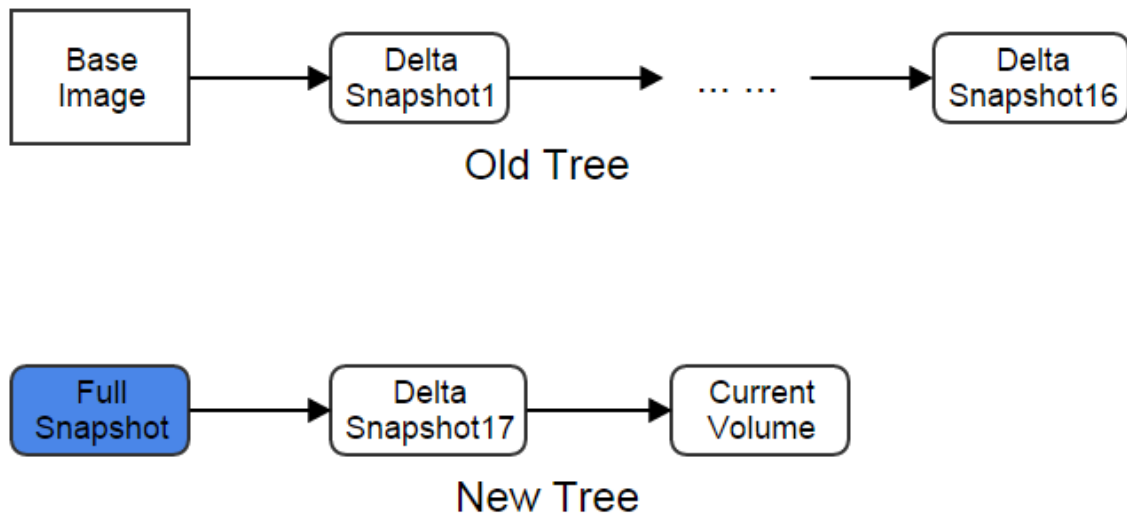 Base
Image
Delta
Snapshot1
... ...
Delta
Snapshot16
Old Tree
Full
Snapshot
Delta
Snapshot17
Current
Volume
New Tree